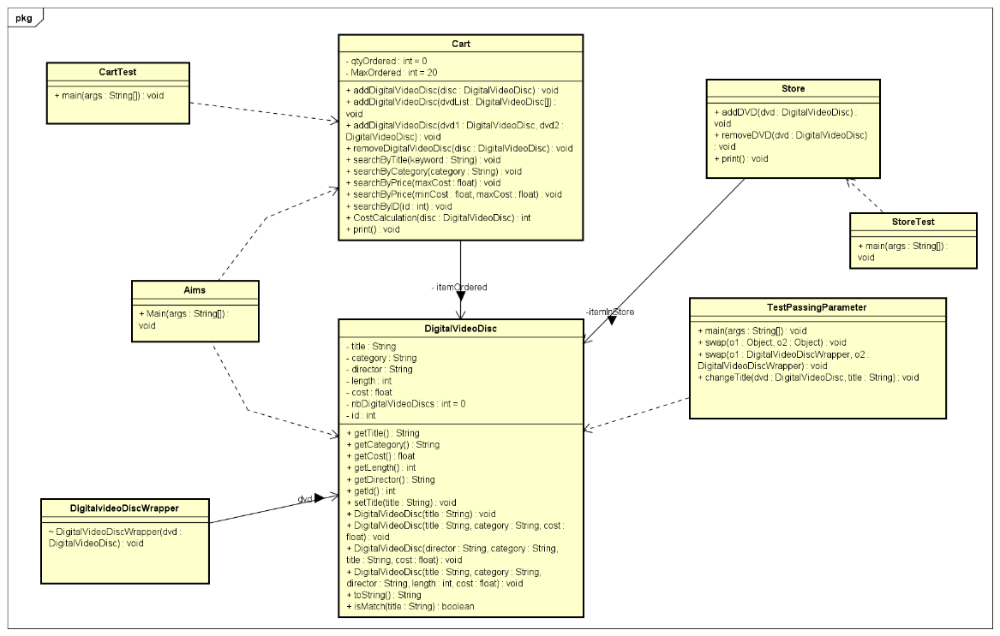 pkg
Cart
- qtyOrdered : int = 0
- MaxOrdered : int = 20
+ addDigitalVideoDisc(disc : DigitalVideoDisc) : void
+ addDigitalVideoDisc(dvdList : DigitalVideoDisc[]) :
void
+ addDigitalVideoDisc(dvd1 : DigitalVideoDisc, dvd2 :
DigitalVideoDisc) : void
+ removeDigitalVideoDisc(disc : DigitalVideoDisc) : void
+ searchByTitle(keyword : String) : void
+ searchByCategory(category : String) : void
+ searchByPrice(maxCost : float) : void
+ searchByPrice(minCost : float, maxCost : float) : void
+ searchByID(id : int) : void
+ CostCalculation(disc : DigitalVideoDisc) : int
+ print() : void
CartTest
+ main(args : String[]) : void
Store
+ addDVD(dvd : DigitalVideoDisc) :
void
+ removeDVD(dvd : DigitalVideoDisc)
: void
+ print() : void
StoreTest
+ main(args : String[]) :
void
Aims
+ Main(args : String[]) :
void
- itemOrdered
-itemInStore
TestPassingParameter
+ main(args : String[]) : void
+ swap(o1 : Object, o2 : Object) : void
+ swap(o1 : DigitalVideoDiscWrapper, o2 :
DigitalVideoDiscWrapper) : void
+ changeTitle(dvd : DigitalVideoDisc, title : String) : void
DigitalVideoDisc
- title : String
- category : String
- director : String
- length : int
- cost : float
- nbDigitalVideoDiscs : int = 0
- id : int
+ getTitle() : String
+ getCategory() : String
+ getCost() : float
+ getLength() : int
+ getDirector() : String
+ getId() : int
+ setTitle(title : String) : void
+ DigitalVideoDisc(title : String) : void
+ DigitalVideoDisc(title : String, category : String, cost :
float) : void
+ DigitalVideoDisc(director : String, category : String,
title : String, cost : float) : void
+ DigitalVideoDisc(title : String, category : String,
director : String, length : int, cost : float) : void
+ toString() : String
+ isMatch(title : String) : boolean
dvd
DigitalvideoDiscWrapper
~ DigitalVideoDiscWrapper(dvd :
DigitalVideoDisc) : void